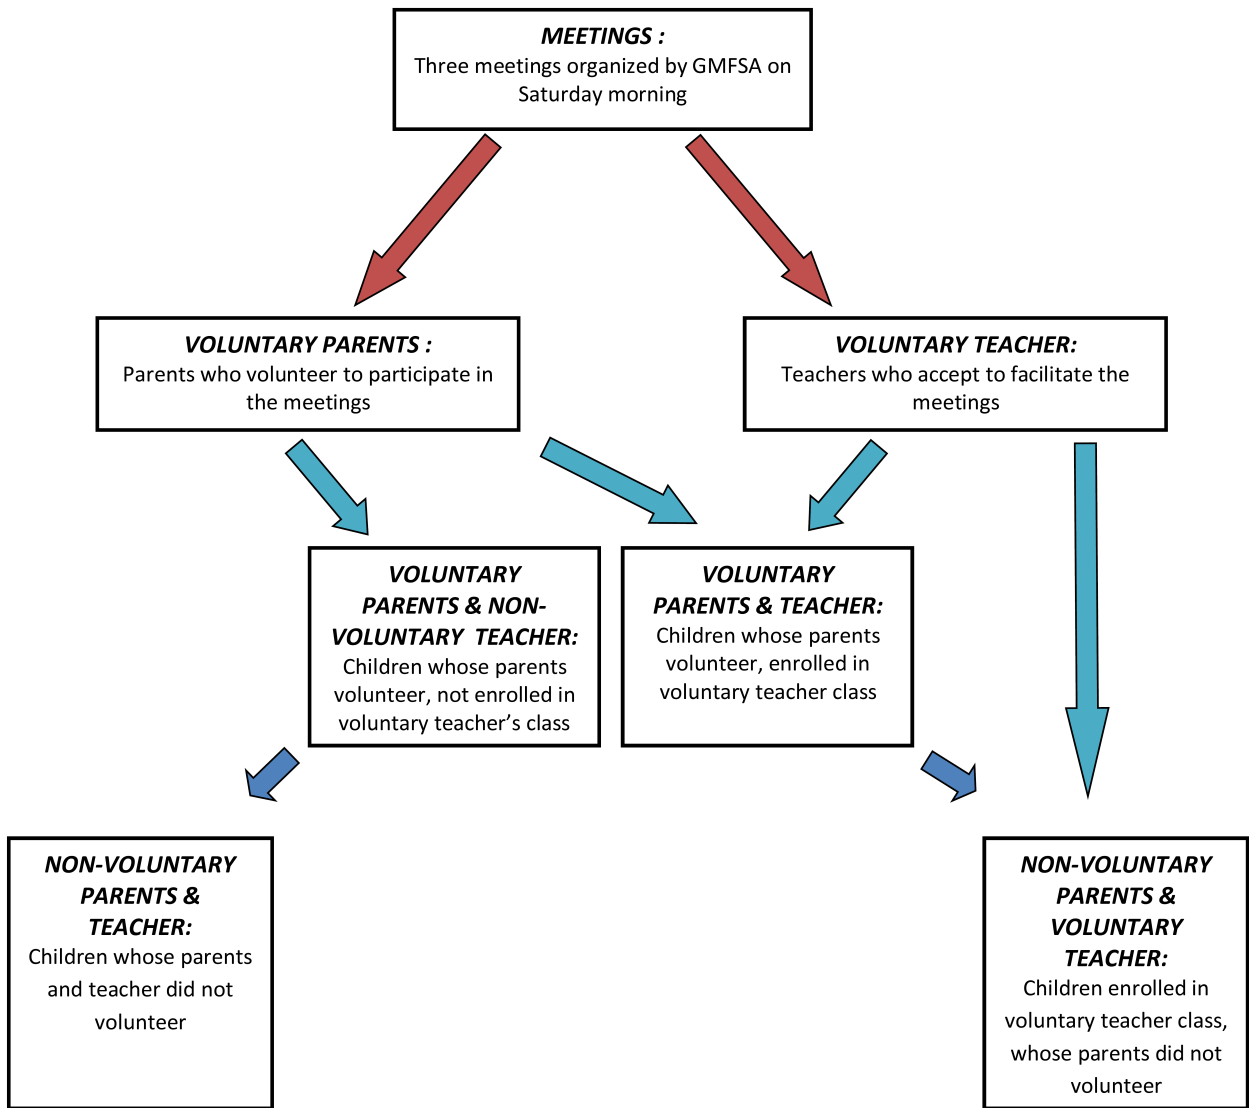 MEETINGS :
Three meetings organized by GMFSA on
Saturday morning
VOLUNTARY PARENTS :
Parents who volunteer to participate in
the meetings
VOLUNTARY TEACHER:
Teachers who accept to facilitate the
meetings
VOLUNTARY
PARENTS & NON-
VOLUNTARY TEACHER:
Children whose parents
volunteer, not enrolled in
voluntary teacher’s class
VOLUNTARY
PARENTS & TEACHER:
Children whose parents
volunteer, enrolled in
voluntary teacher class
NON-VOLUNTARY
PARENTS &
TEACHER:
Children whose parents
and teacher did not
volunteer
NON-VOLUNTARY
PARENTS &
VOLUNTARY
TEACHER:
Children enrolled in
voluntary teacher class,
whose parents did not
volunteer